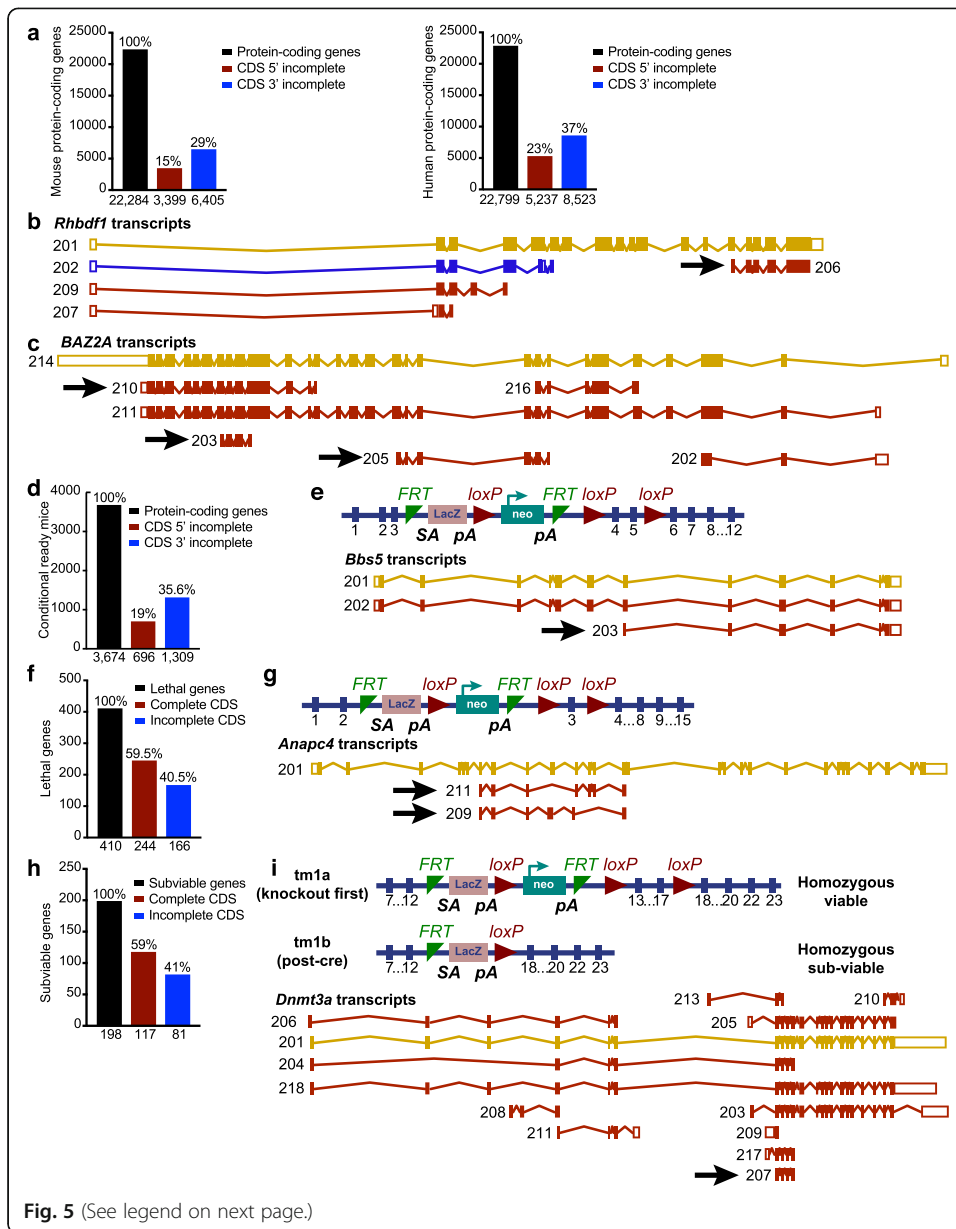 a
25000
20000
15000
10000
5000
0
Mouse protein-coding genes
100%
15%
29%
22,284 3,399 6,405
Protein-coding genes
CDS 5' incomplete
CDS 3' incomplete
25000
20000
15000
10000
5000
0
Human protein-coding genes
100%
23%
37%
22,799 5,237 8,523
Protein-coding genes
CDS 5' incomplete
CDS 3' incomplete
b
Rhbdf1 transcripts
201
202
206
209
207
c
BAZ2A transcripts
214
210
216
211
203
205
202
d
4000
3000
2000
1000
0
Conditional ready mice
100%
19%
35.6%
3,674 696 1,309
Protein-coding genes
CDS 5' incomplete
CDS 3' incomplete
e
FRT loxP FRT loxP loxP
LacZ neo
1 2 3 SA pA pA 4 5 6 7 8...12
Bbs5 transcripts
201
202
203
f
500
400
300
200
100
0
Lethal genes
100%
59.5%
40.5%
410 244 166
Lethal genes
Complete CDS
Incomplete CDS
g
FRT loxP FRT loxP loxP
LacZ neo
1 2 SA pA pA 3 4...8 9...15
Anapc4 transcripts
201
211
209
h
250
200
150
100
50
0
Subviable genes
100%
59%
41%
198 117 81
Subviable genes
Complete CDS
Incomplete CDS
i
tm1a
(knockout first)
FRT loxP FRT loxP loxP
LacZ neo
7...12 SA pA pA 13...17 18...20 22 23
Homozygous
viable
tm1b
(post-cre)
FRT loxP
LacZ
7...12 SA pA 18...20 22 23
Homozygous
sub-viable
Dnmt3a transcripts
213
210
206
205
201
204
218
208
203
211
209
217
207
Fig. 5 (See legend on next page.)